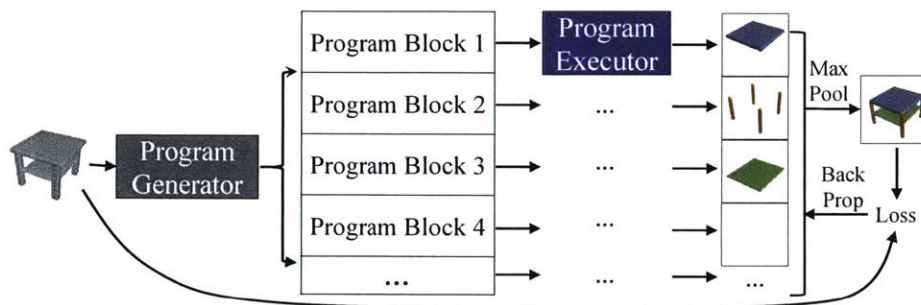 Program Block 1
Program
Executor
Max
Pool
Program Block 2
...
Program
Generator
Program Block 3
...
Back
Prop
Loss
Program Block 4
...
...
...
...